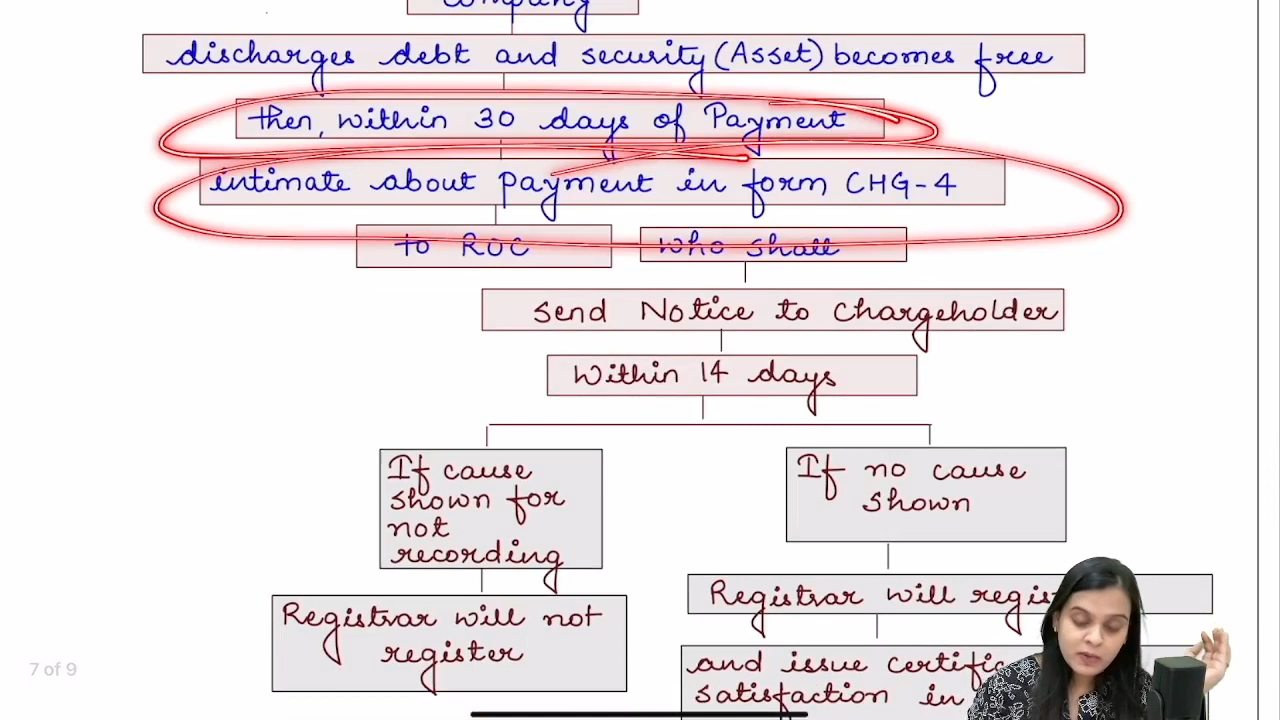 company
discharges debt and security (Asset) becomes free
then, within 30 days of Payment
intimate about payment in form CHG-4
to ROC who shall
Send Notice to Chargeholder
Within 14 days
If cause
shown for
not
recording
If no cause
shown
Registrar will not
register
Registrar will
and issue
satisfaction in
7 of 9